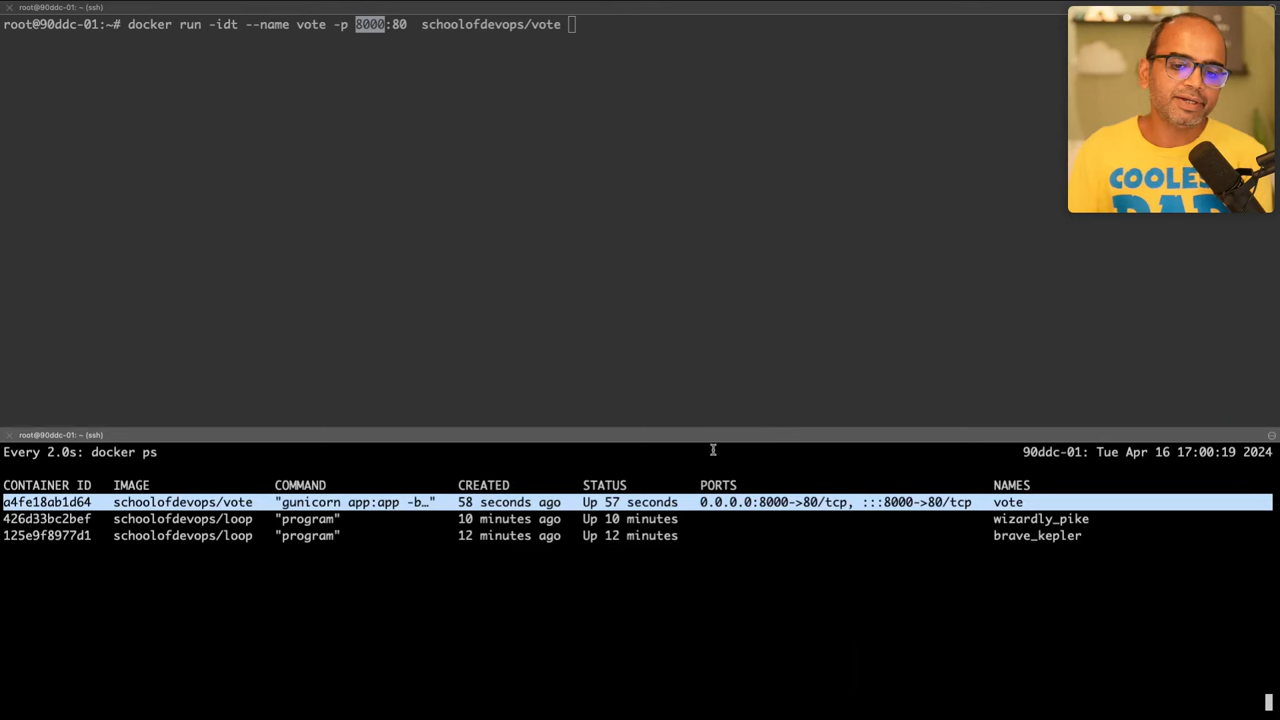 root@90ddc-01: ~ (ssh)
root@90ddc-01:~# docker run -idt --name vote -p 8000:80  schoolofdevops/vote
COOLEST
DAD
root@90ddc-01: ~ (ssh)
Every 2.0s: docker ps 90ddc-01: Tue Apr 16 17:00:19 2024
CONTAINER ID IMAGE COMMAND CREATED STATUS PORTS NAMES
a4fe18ab1d64 schoolofdevops/vote "gunicorn app:app -b…" 58 seconds ago Up 57 seconds 0.0.0.0:8000->80/tcp, :::8000->80/tcp vote
426d33bc2bef schoolofdevops/loop "program" 10 minutes ago Up 10 minutes wizardly_pike
125e9f8977d1 schoolofdevops/loop "program" 12 minutes ago Up 12 minutes brave_kepler